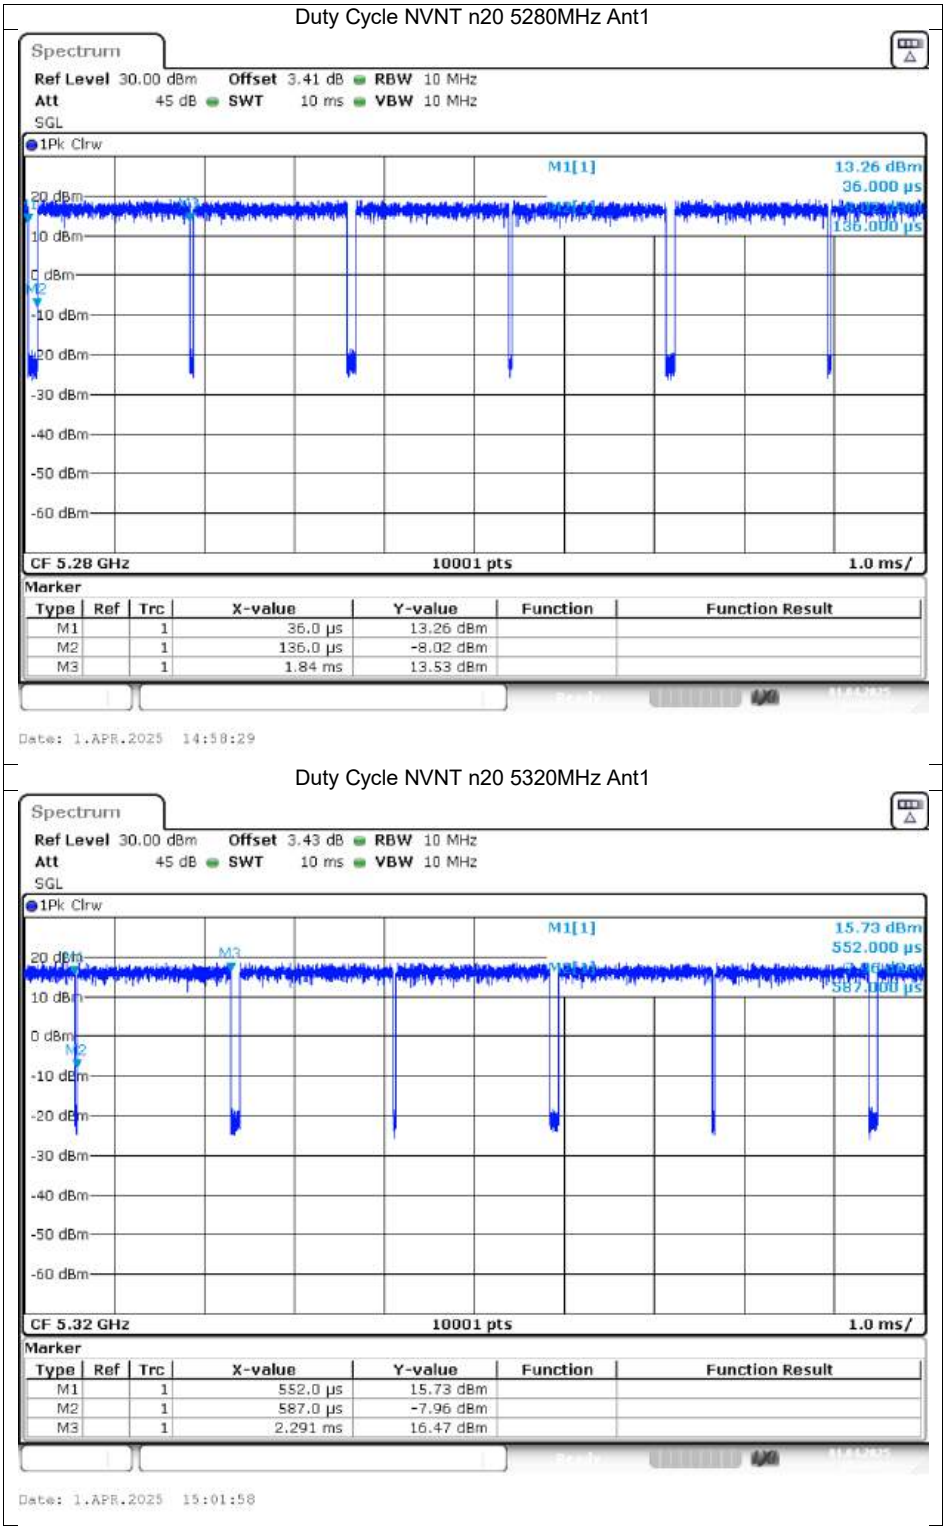 Duty Cycle NVNT n20 5280MHz Ant1
Spectrum
Ref Level 30.00 dBm Offset 3.41 dB RBW 10 MHz
Att 45 dB SWT 10 ms VBW 10 MHz
SGL
1Pk Clrw
M1[1] 13.26 dBm
36.000 µs
20 dBm
136.000 µs
10 dBm
0 dBm
M2
-10 dBm
-20 dBm
-30 dBm
-40 dBm
-50 dBm
-60 dBm
CF 5.28 GHz 10001 pts 1.0 ms/
Marker
Type Ref Trc X-value Y-value Function Function Result
M1 1 36.0 µs 13.26 dBm
M2 1 136.0 µs -8.02 dBm
M3 1 1.84 ms 13.53 dBm
Date: 1.APR.2025 14:58:29
Duty Cycle NVNT n20 5320MHz Ant1
Spectrum
Ref Level 30.00 dBm Offset 3.43 dB RBW 10 MHz
Att 45 dB SWT 10 ms VBW 10 MHz
SGL
1Pk Clrw
M1[1] 15.73 dBm
552.000 µs
M3
20 dBm
587.000 µs
10 dBm
0 dBm
M2
-10 dBm
-20 dBm
-30 dBm
-40 dBm
-50 dBm
-60 dBm
CF 5.32 GHz 10001 pts 1.0 ms/
Marker
Type Ref Trc X-value Y-value Function Function Result
M1 1 552.0 µs 15.73 dBm
M2 1 587.0 µs -7.96 dBm
M3 1 2.291 ms 16.47 dBm
Date: 1.APR.2025 15:01:58